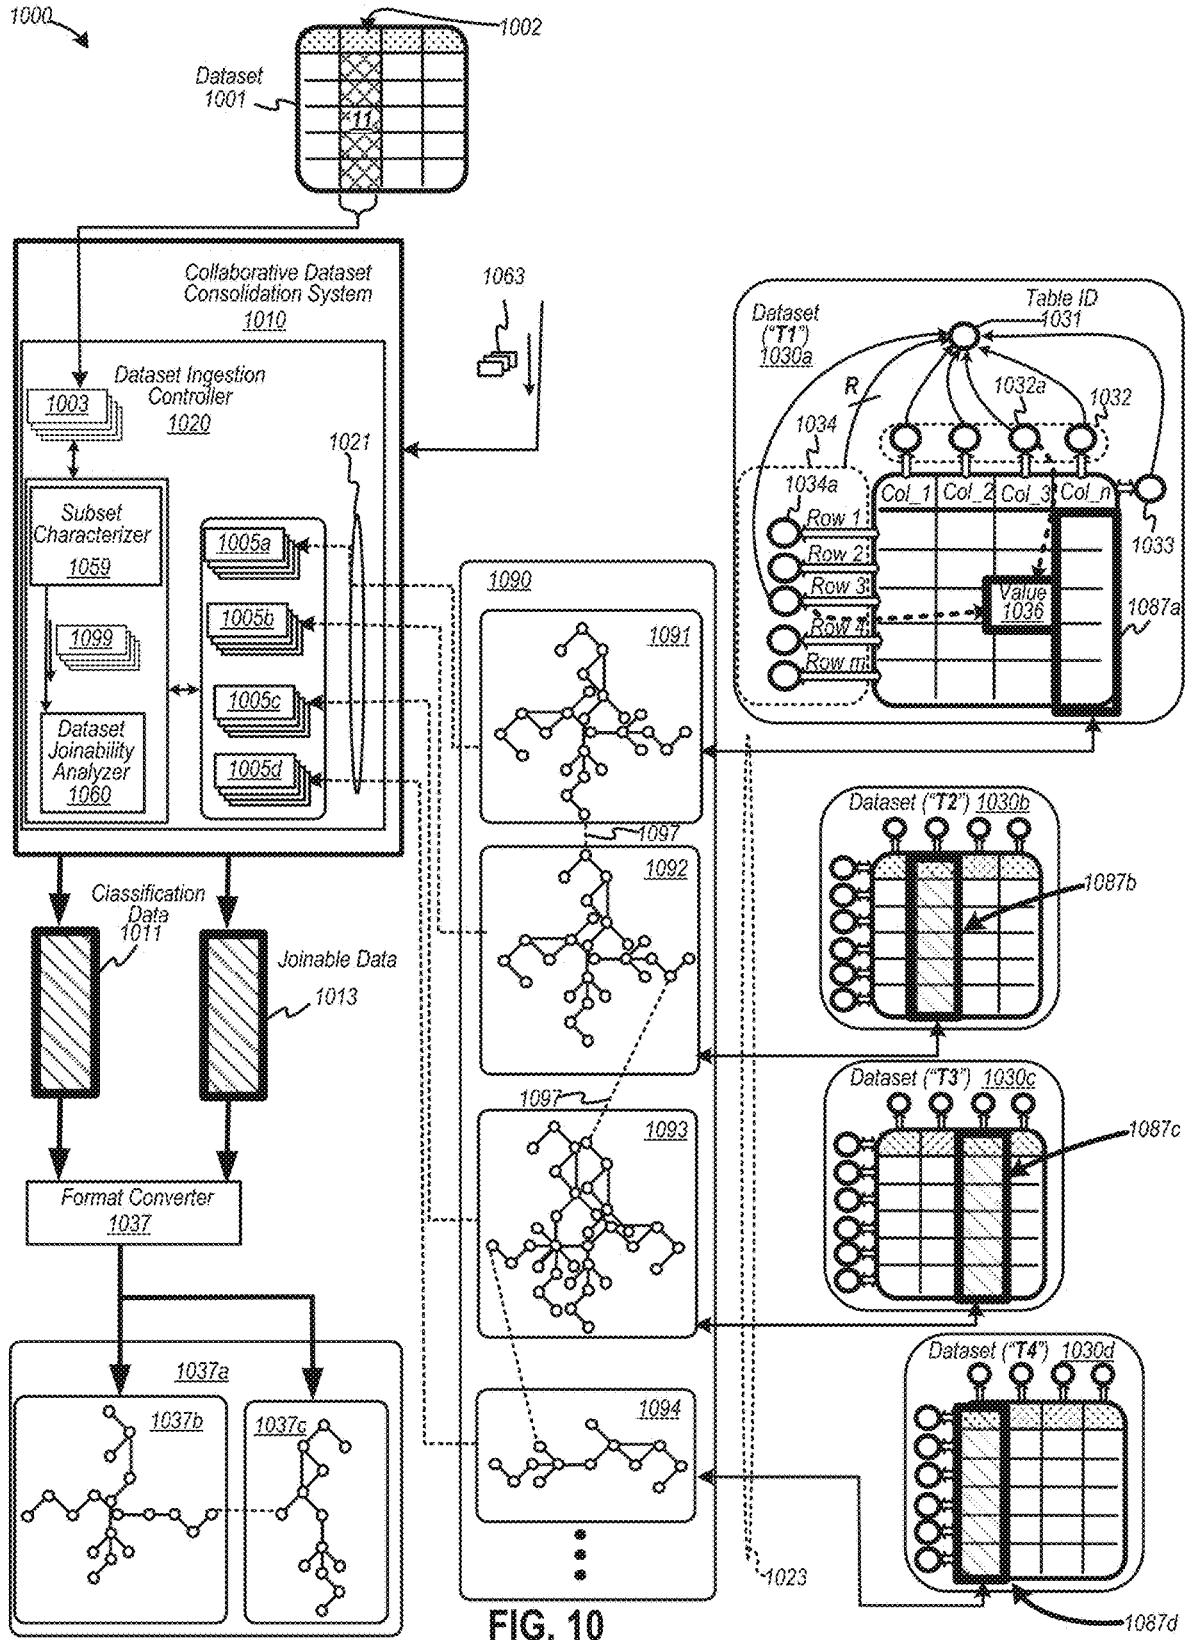 1000
1002
Dataset
1001
11
Collaborative Dataset
Consolidation System
1010
1063
Dataset Ingestion
Controller
1020
1003
1021
Subset
Characterizer
1059
1099
Dataset
Joinability
Analyzer
1060
1005a
1005b
1005c
1005d
Classification
Data
1011
Joinable Data
1013
Format Converter
1037
1037a
1037b
1037c
1090
1091
1097
1092
1097
1093
1094
1023
Dataset
("T1")
1030a
Table ID
1031
R
1032a
1032
1034
1034a
Col_1
Col_2
Col_3
Col_n
1033
Row 1
Row 2
Row 3
Row 4
Row m
Value
1036
1087a
Dataset ("T2") 1030b
1087b
Dataset ("T3") 1030c
1087c
Dataset ("T4") 1030d
1087d
FIG. 10